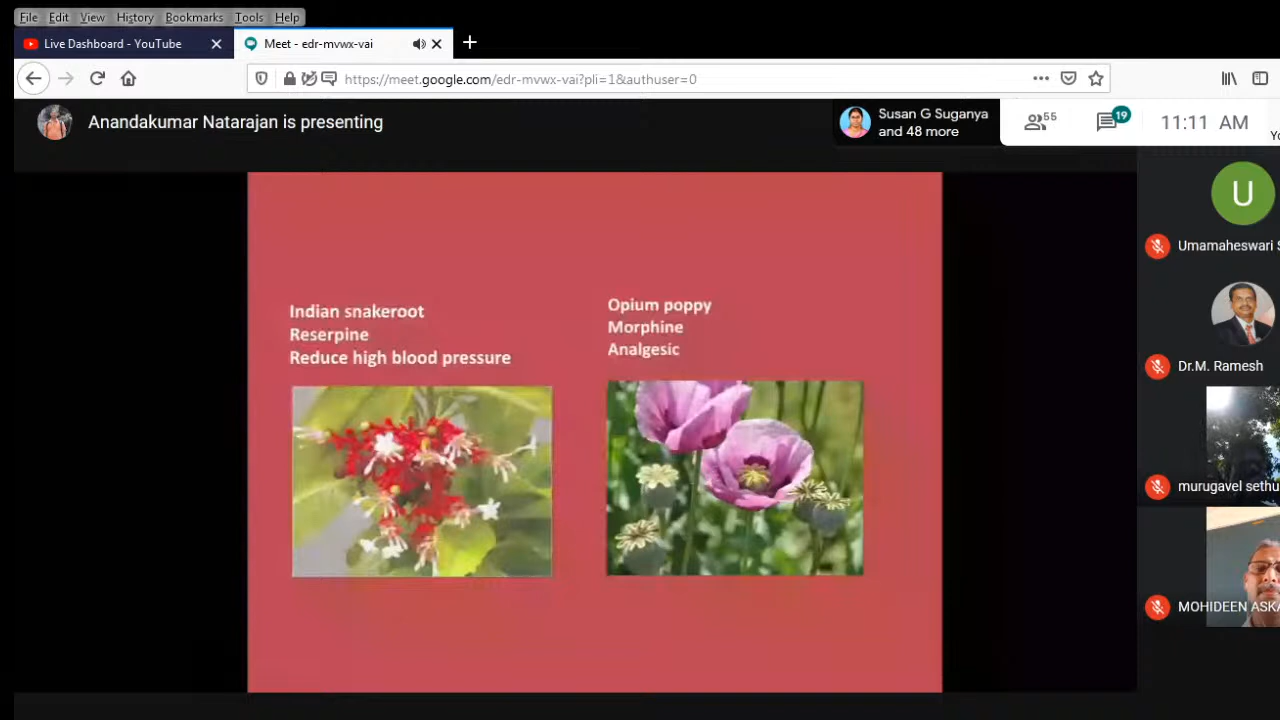 File Edit View History Bookmarks Tools Help
Live Dashboard - YouTube
Meet - edr-mvwx-vai
https://meet.google.com/edr-mvwx-vai?pli=1&authuser=0
Anandakumar Natarajan is presenting
Susan G Suganya
and 48 more
55
19
11:11 AM
Indian snakeroot
Reserpine
Reduce high blood pressure
Opium poppy
Morphine
Analgesic
U
Umamaheswari S
Dr.M. Ramesh
murugavel sethu
MOHIDEEN ASKA